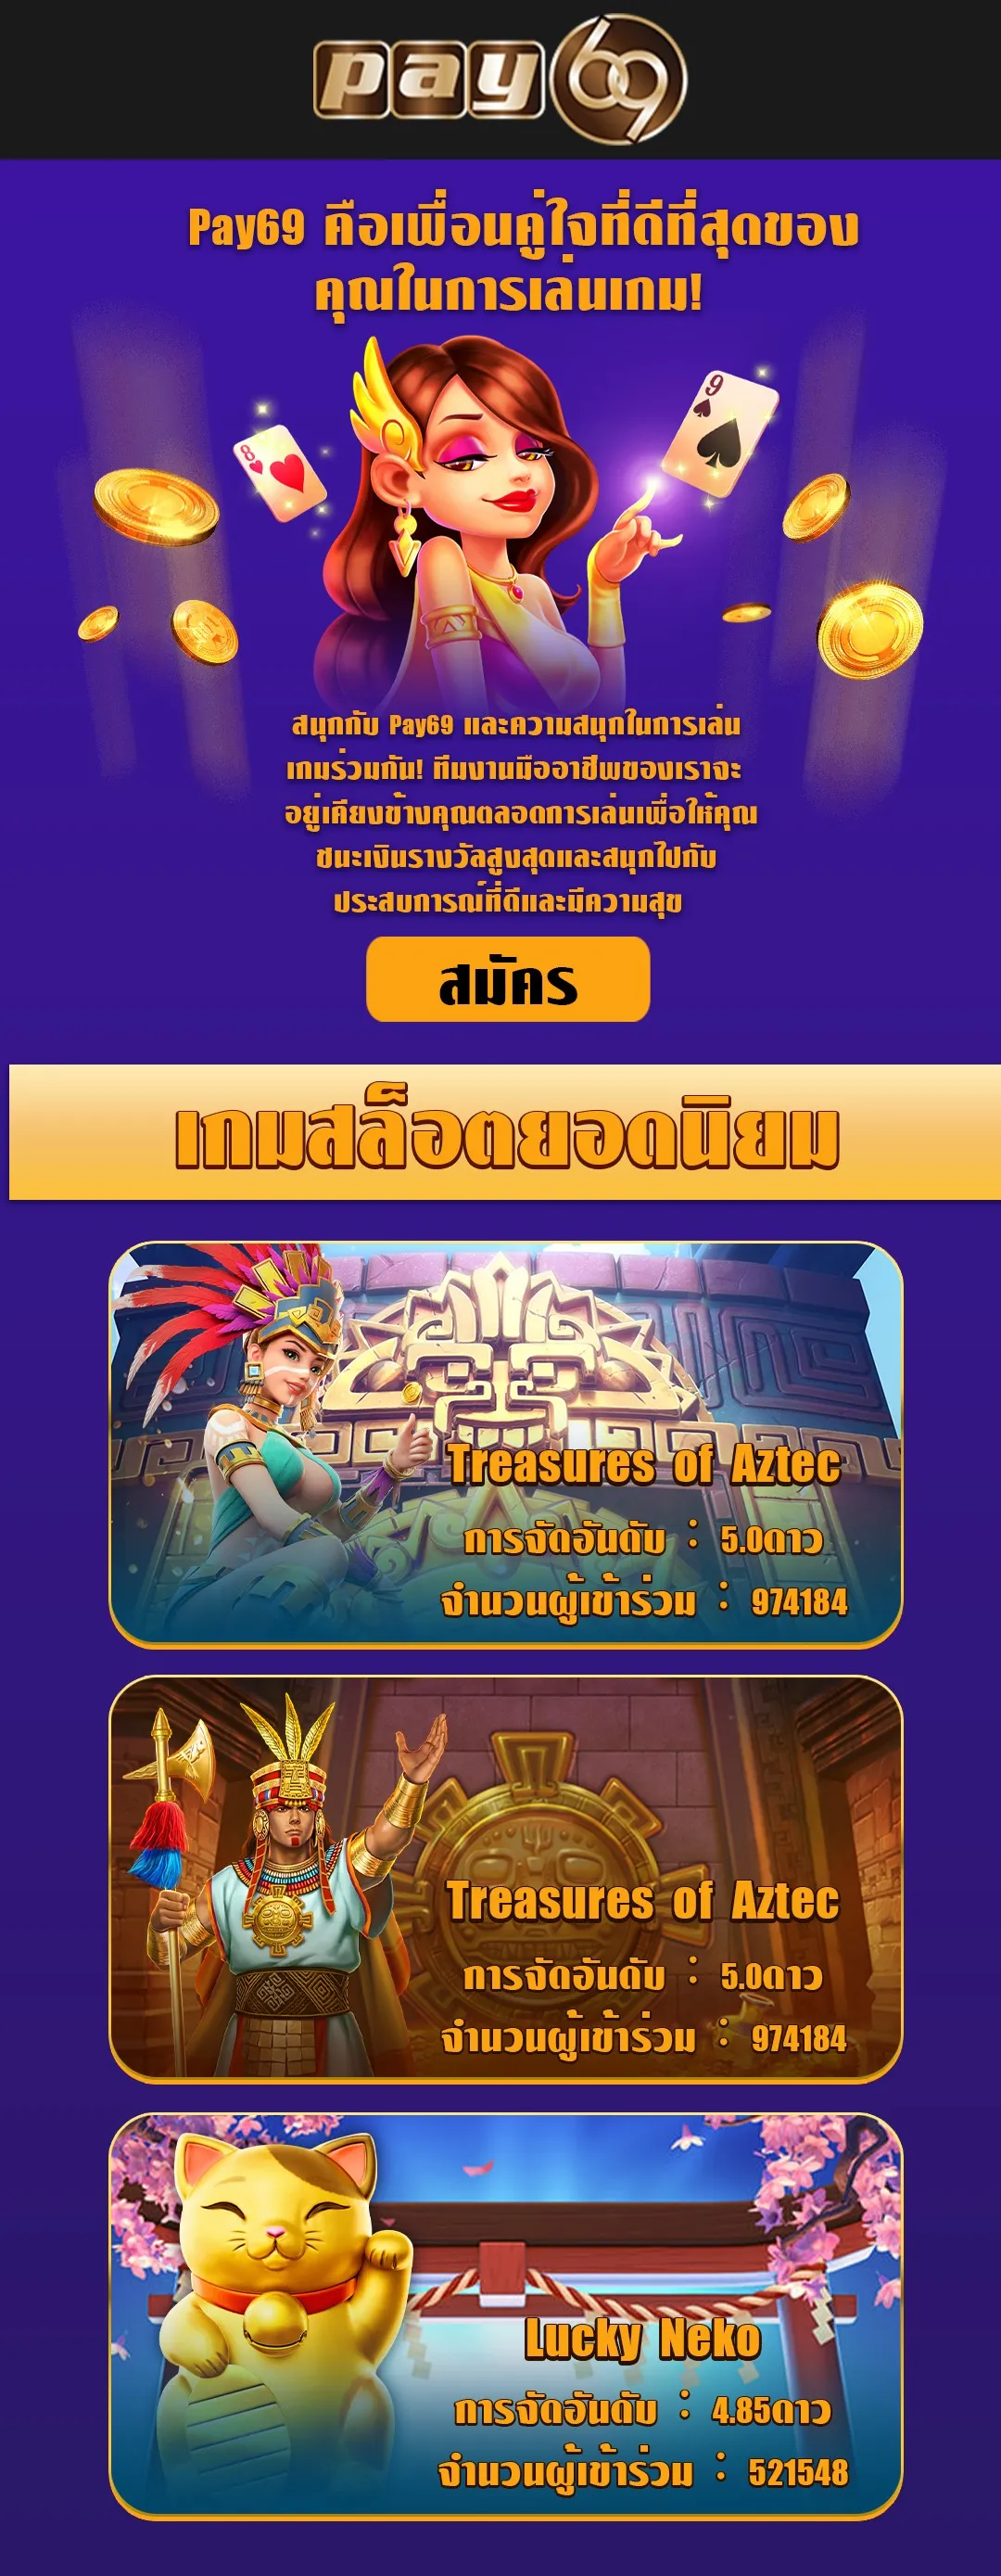 pay69
Pay69 คือเพื่อนคู่ใจที่ดีที่สุดของ
คุณในการเล่นเกม!
8
9
สนุกกับ Pay69 และความสนุกในการเล่น
เกมร่วมกัน! ทีมงานมืออาชีพของเราจะ
อยู่เคียงข้างคุณตลอดการเล่นเพื่อให้คุณ
ชนะเงินรางวัลสูงสุดและสนุกไปกับ
ประสบการณ์ที่ดีและมีความสุข
สมัคร
เกมสล็อตยอดนิยม
Treasures of Aztec
การจัดอันดับ : 5.0ดาว
จำนวนผู้เข้าร่วม : 974184
Treasures of Aztec
การจัดอันดับ : 5.0ดาว
จำนวนผู้เข้าร่วม : 974184
Lucky Neko
การจัดอันดับ : 4.85ดาว
จำนวนผู้เข้าร่วม : 521548